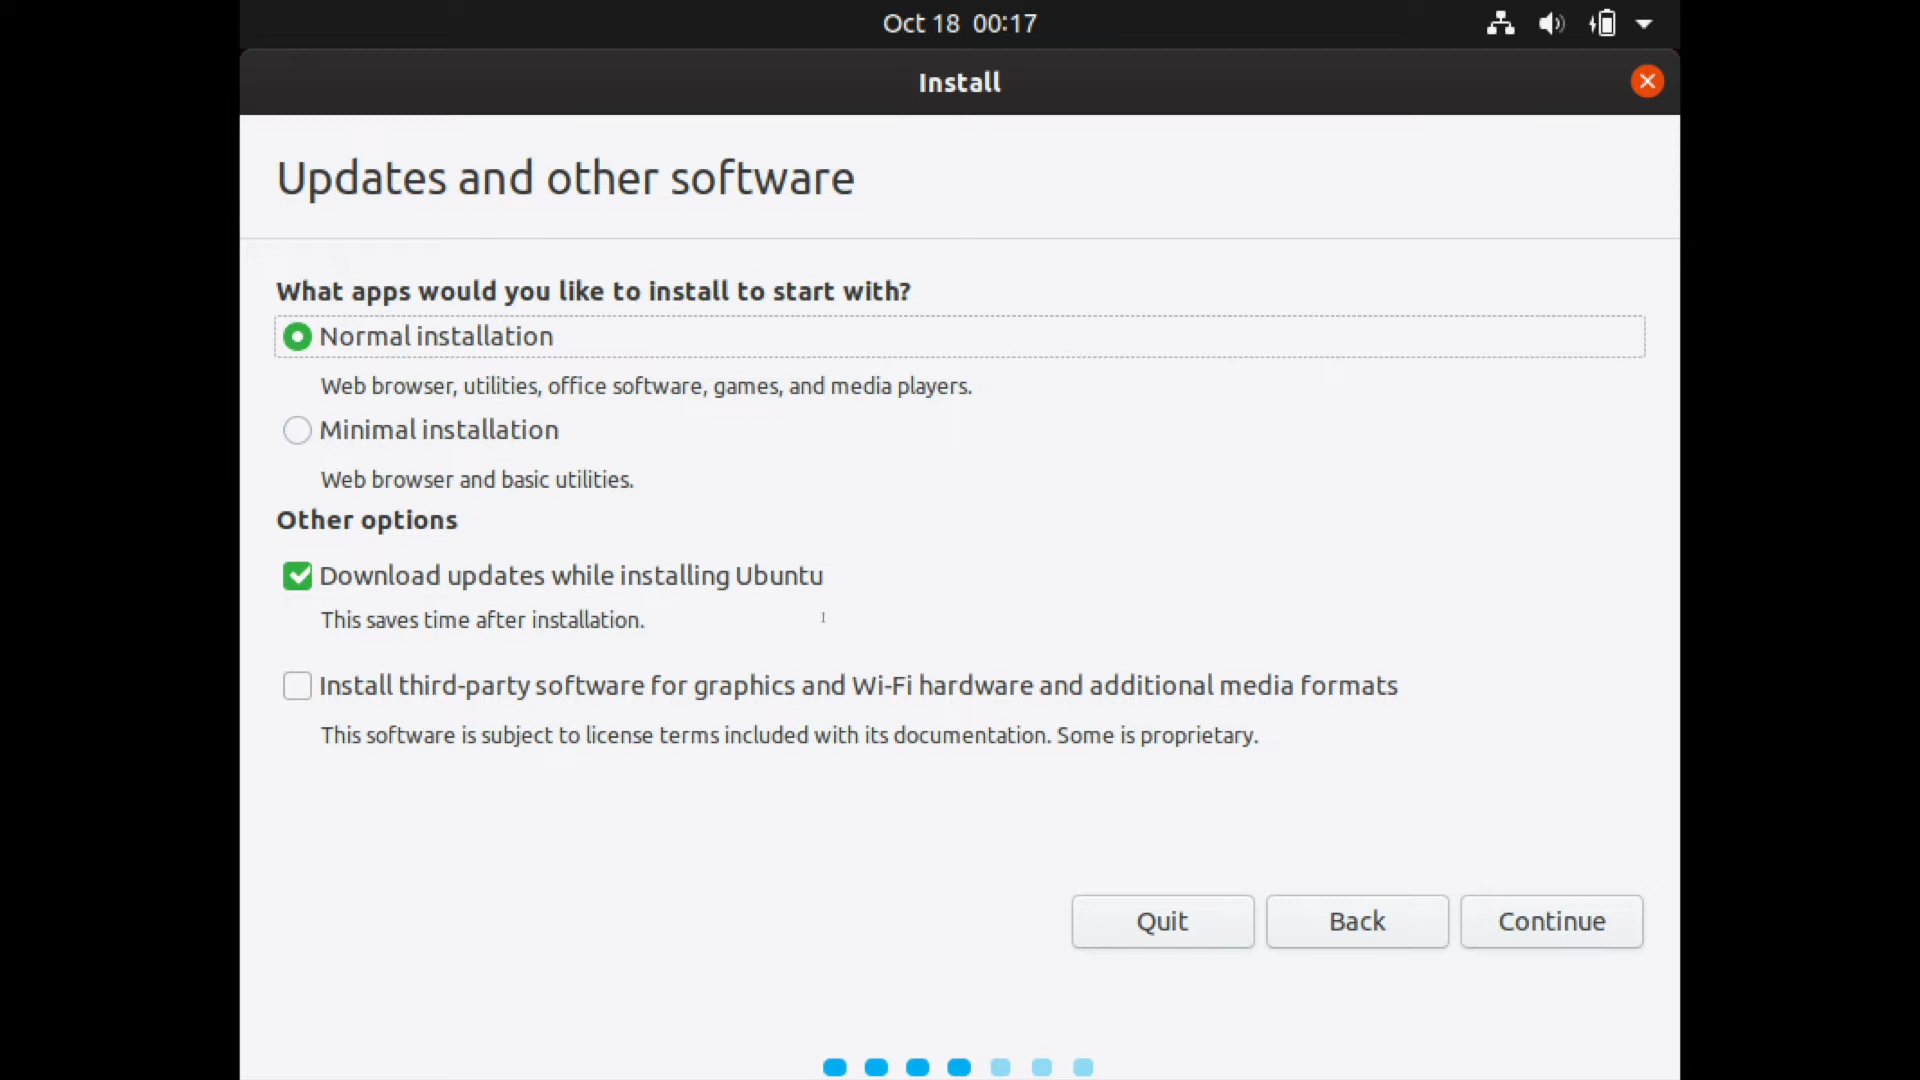 Oct 18 00:17
Install
Updates and other software
What apps would you like to install to start with?
Normal installation
Web browser, utilities, office software, games, and media players.
Minimal installation
Web browser and basic utilities.
Other options
Download updates while installing Ubuntu
This saves time after installation.
Install third-party software for graphics and Wi-Fi hardware and additional media formats
This software is subject to license terms included with its documentation. Some is proprietary.
Quit Back Continue